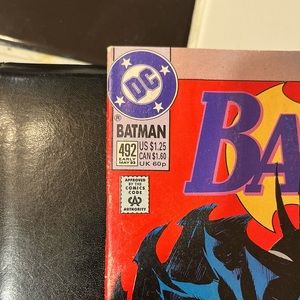 DC
®
BATMAN
492
EARLY
MAY 93
US $1.25
CAN $1.60
UK 60p
BA
APPROVED
BY THE
COMICS
CODE
CA
AUTHORITY